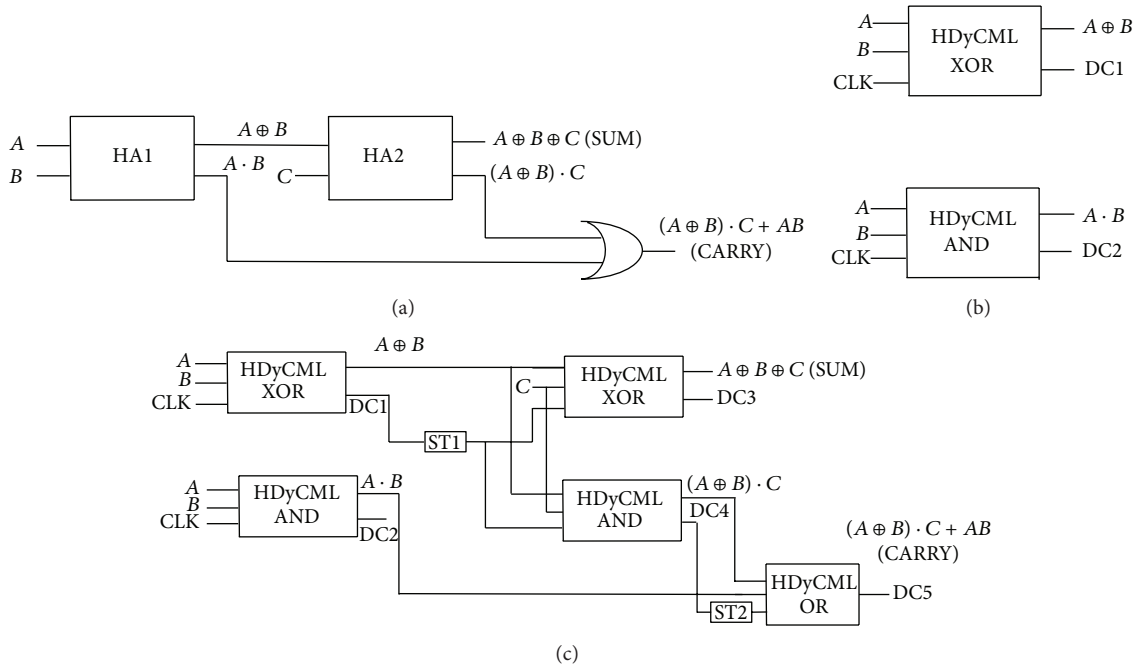 A
B
HA1
A ⊕ B
A · B
C
HA2
A ⊕ B ⊕ C (SUM)
(A ⊕ B) · C
(A ⊕ B) · C + AB
(CARRY)
(a)
A
B
CLK
HDyCML
XOR
A ⊕ B
DC1
A
B
CLK
HDyCML
AND
A · B
DC2
(b)
A
B
CLK
HDyCML
XOR
A ⊕ B
DC1
ST1
C
HDyCML
XOR
A ⊕ B ⊕ C (SUM)
DC3
A
B
CLK
HDyCML
AND
A · B
DC2
HDyCML
AND
(A ⊕ B) · C
DC4
ST2
HDyCML
OR
(A ⊕ B) · C + AB
(CARRY)
DC5
(c)